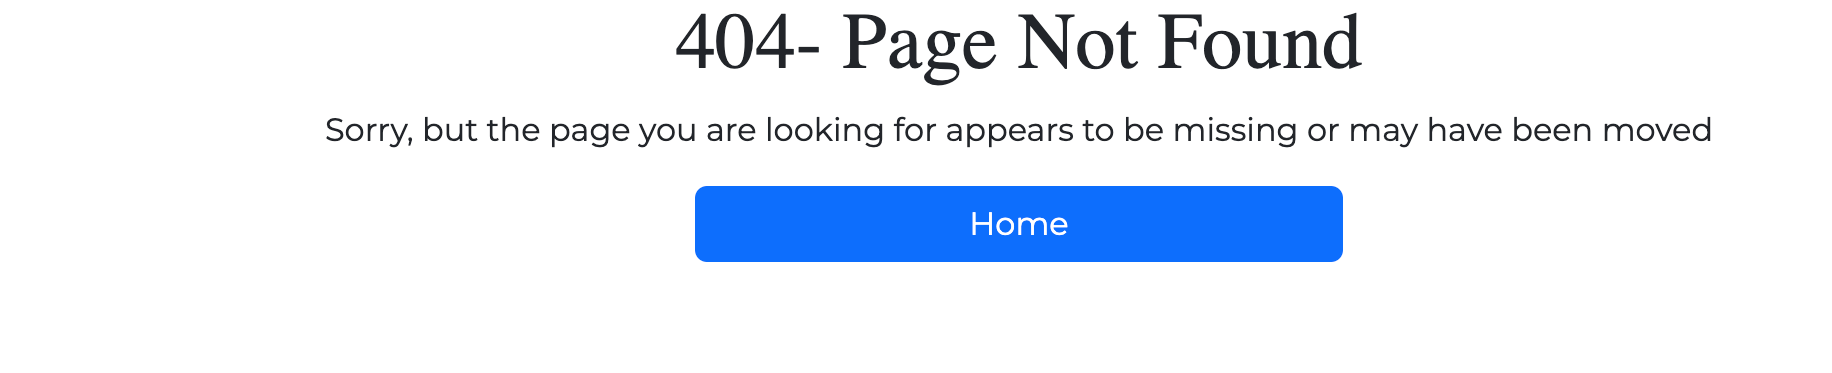 404- Page Not Found
Sorry, but the page you are looking for appears to be missing or may have been moved
Home